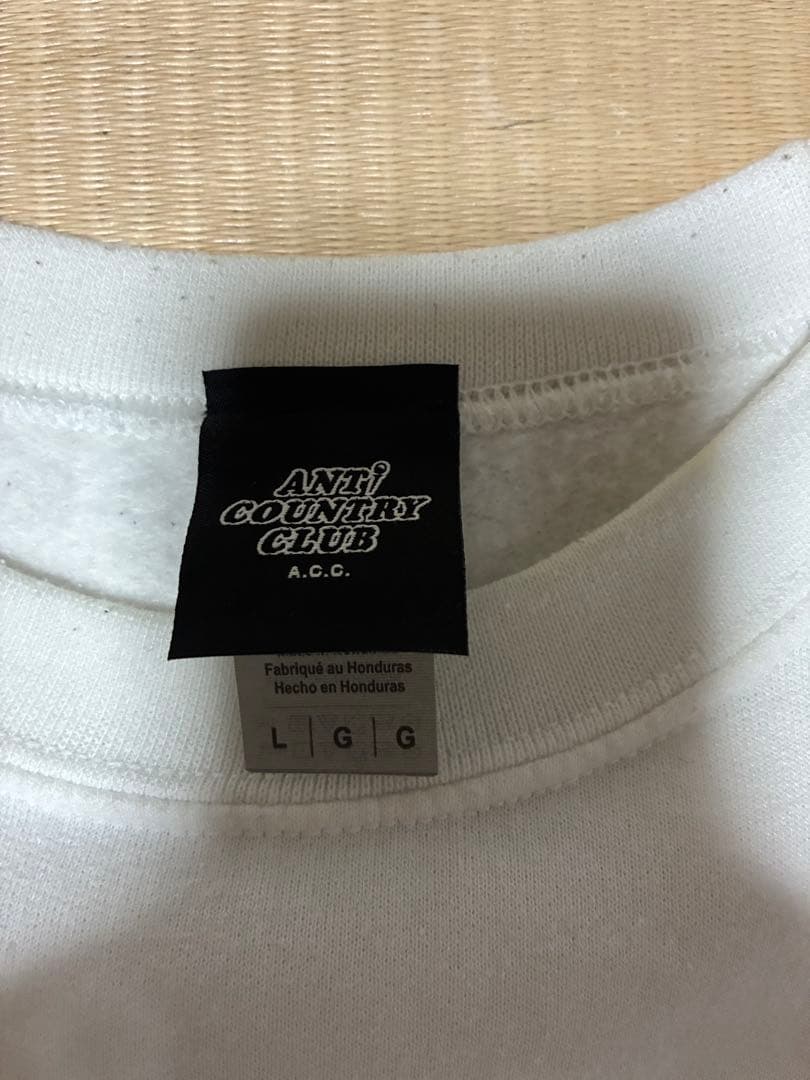 ANTi
COUNTRY
CLUB
A.C.C.
Fabriqué au Honduras
Hecho en Honduras
L | G | G